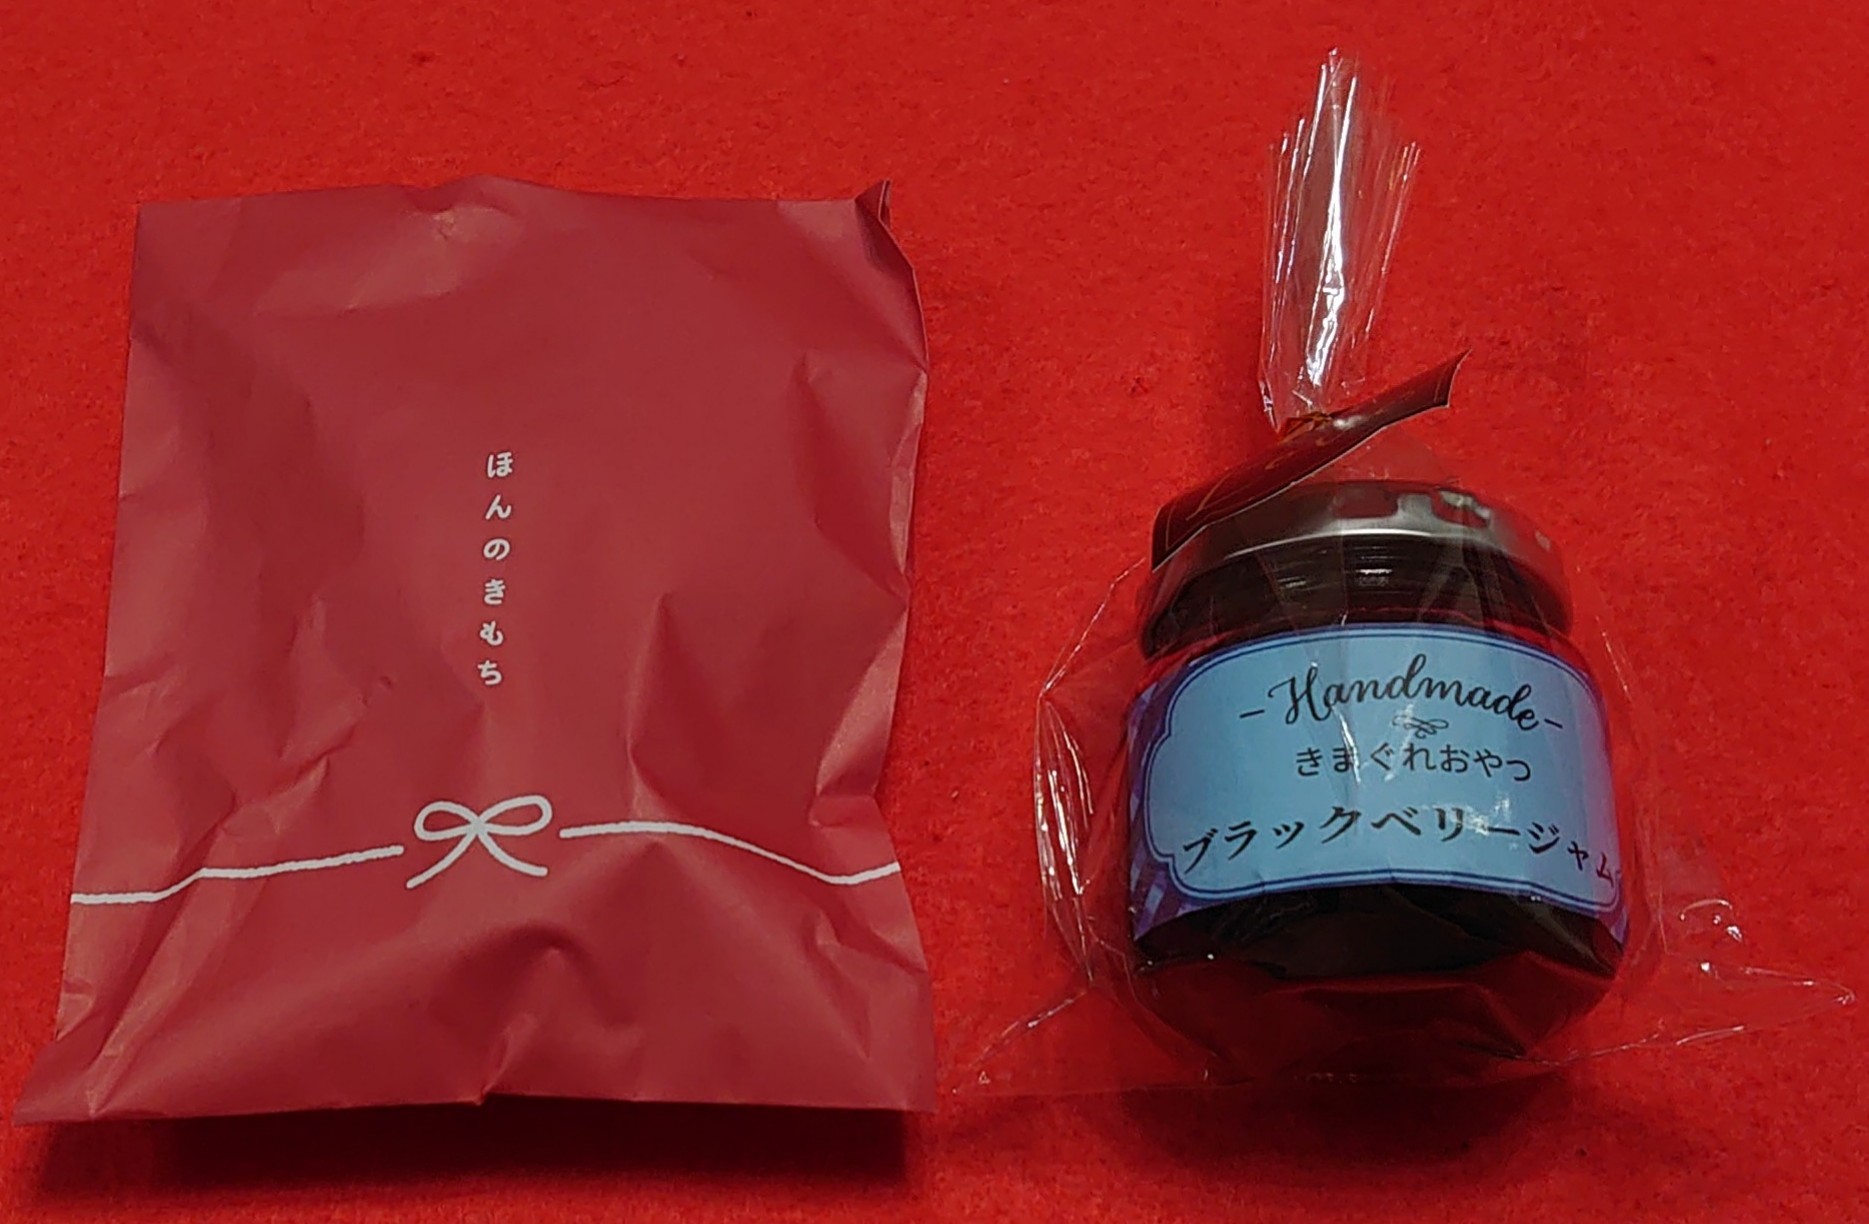 ほんのきもち
-Handmade-
きまぐれおやつ
ブラックベリージャム